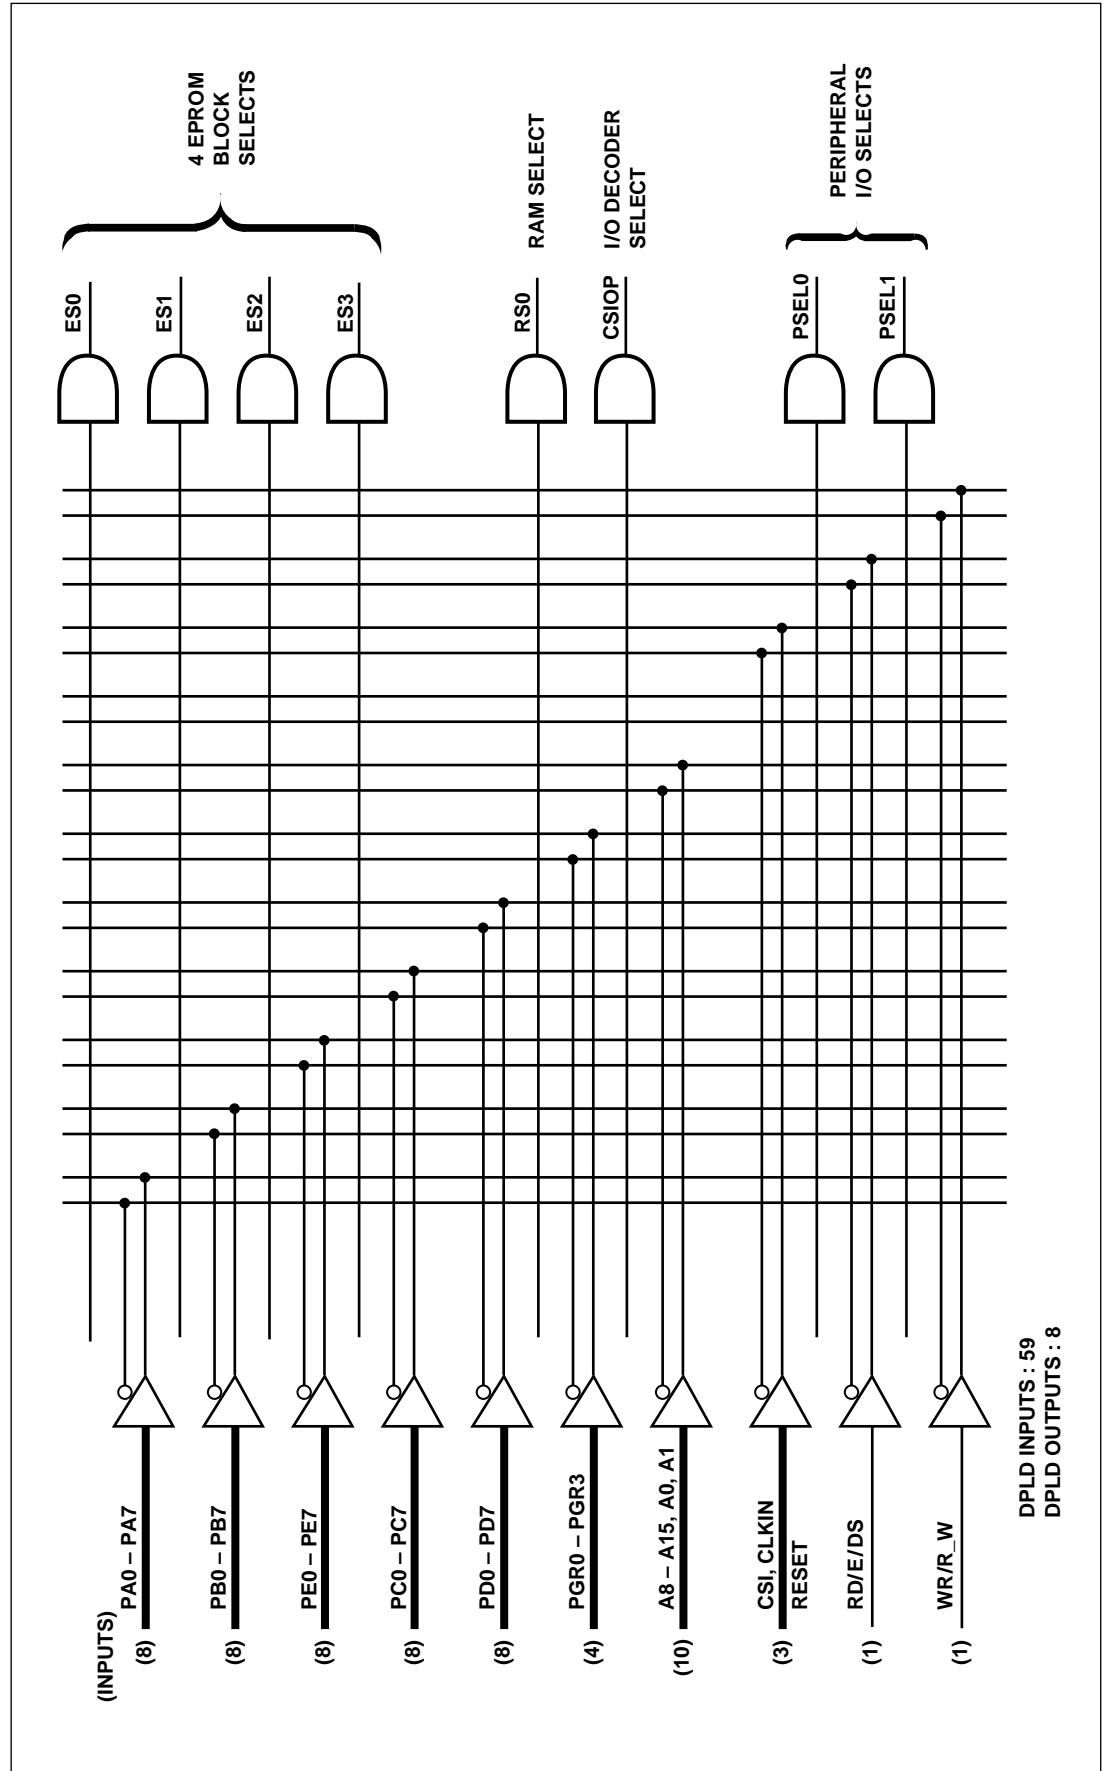 (INPUTS)
(8) PA0 – PA7
(8) PB0 – PB7
(8) PE0 – PE7
(8) PC0 – PC7
(8) PD0 – PD7
(4) PGR0 – PGR3
(10) A8 – A15, A0, A1
(3) CSI, CLKIN
RESET
(1) RD/E/DS
(1) WR/R_W
ES0
ES1
ES2
ES3
4 EPROM
BLOCK
SELECTS
RS0
RAM SELECT
CSIOP
I/O DECODER
SELECT
PSEL0
PSEL1
PERIPHERAL
I/O SELECTS
DPLD INPUTS : 59
DPLD OUTPUTS : 8